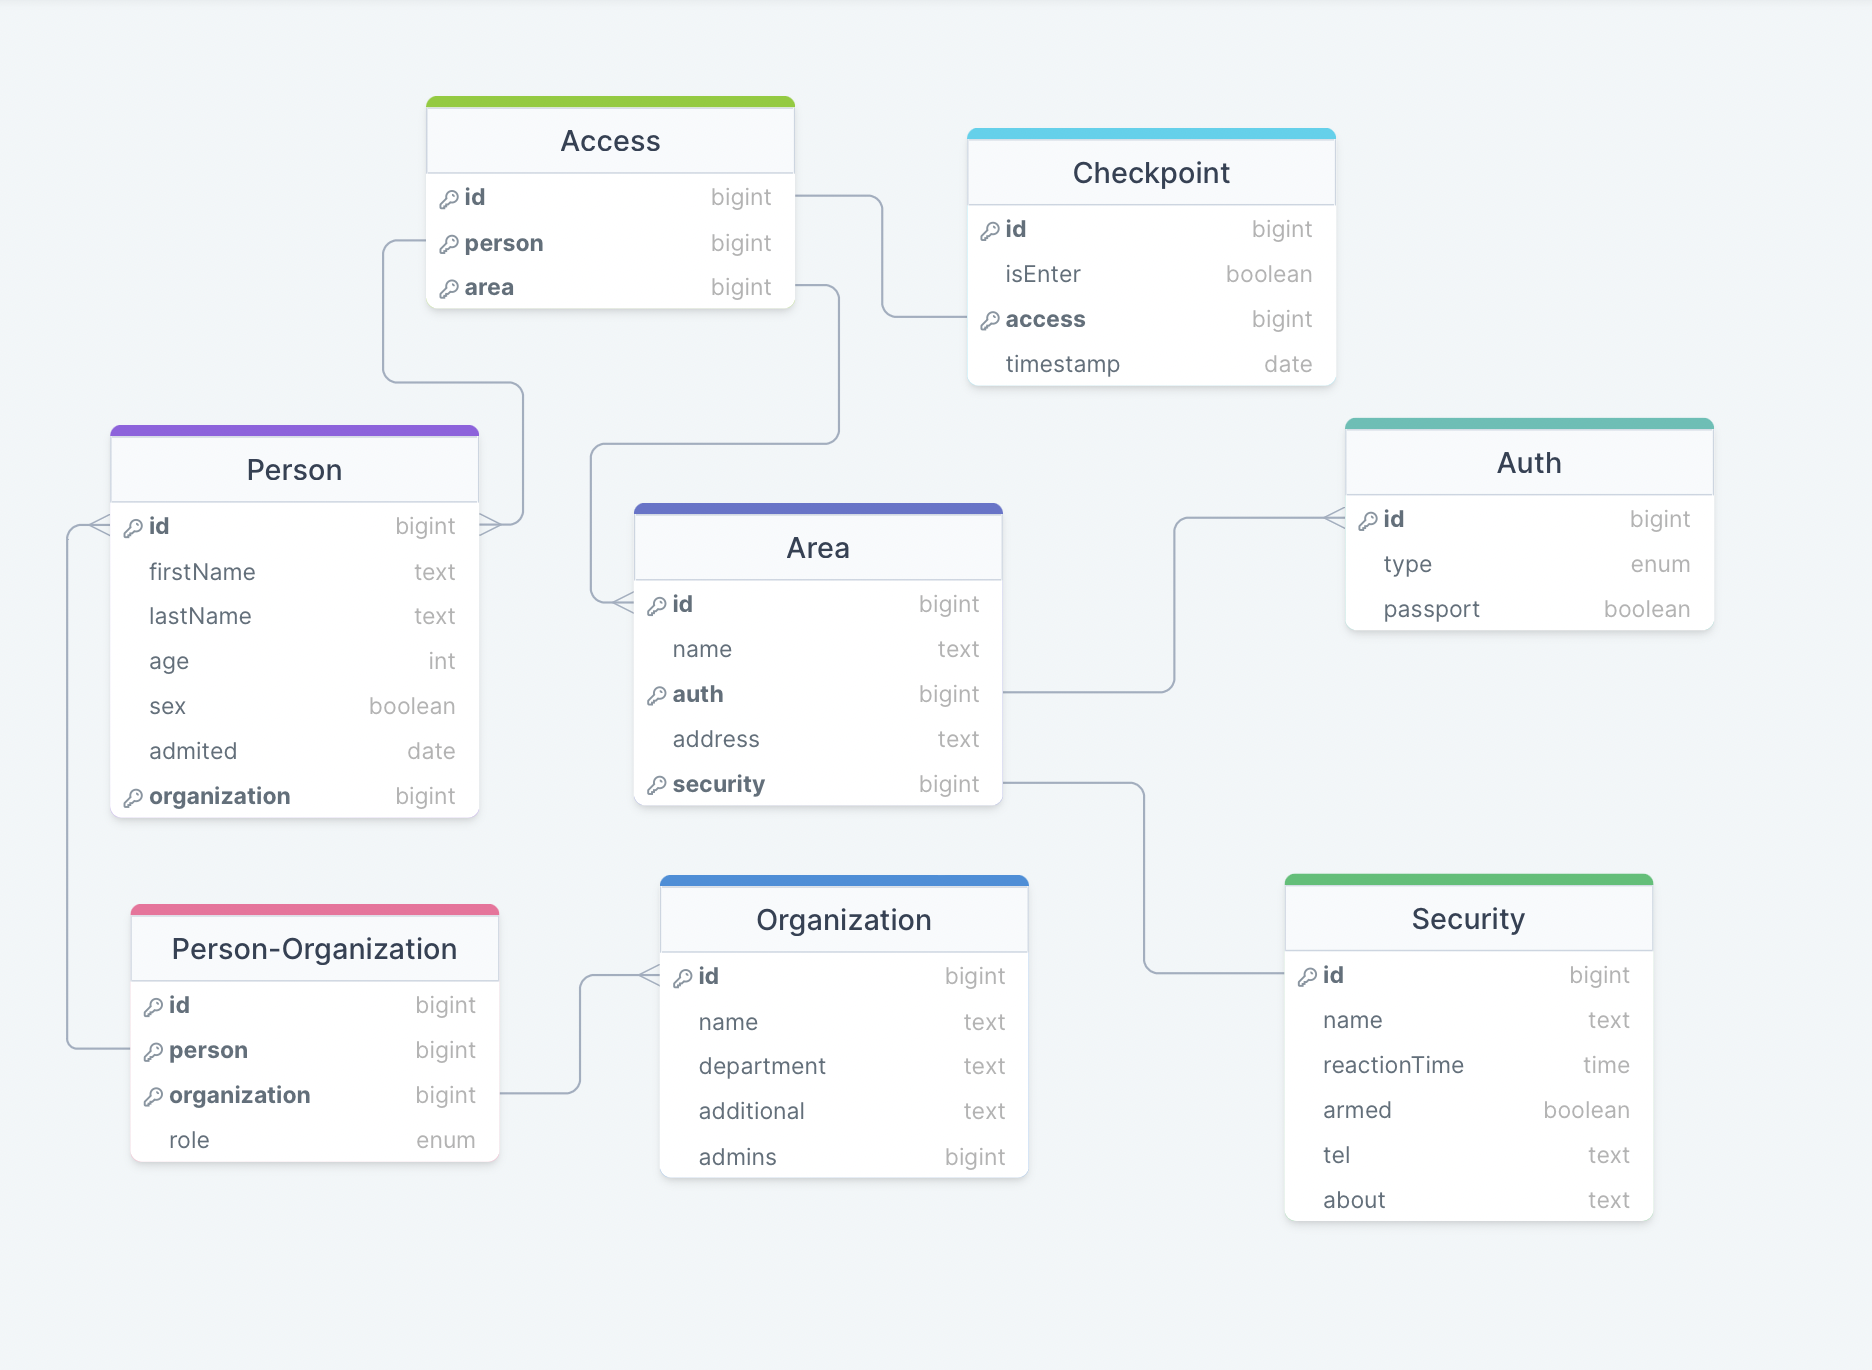 Access
id bigint
person bigint
area bigint
Checkpoint
id bigint
isEnter boolean
access bigint
timestamp date
Person
id bigint
firstName text
lastName text
age int
sex boolean
admited date
organization bigint
Area
id bigint
name text
auth bigint
address text
security bigint
Auth
id bigint
type enum
passport boolean
Person-Organization
id bigint
person bigint
organization bigint
role enum
Organization
id bigint
name text
department text
additional text
admins bigint
Security
id bigint
name text
reactionTime time
armed boolean
tel text
about text